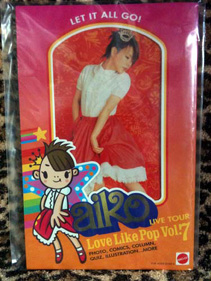 LET IT ALL GO!
aiko
LIVE TOUR
Love Like Pop Vol.7
PHOTO, COMICS, COLUMN,
QUIZ, ILLUSTRATION...MORE